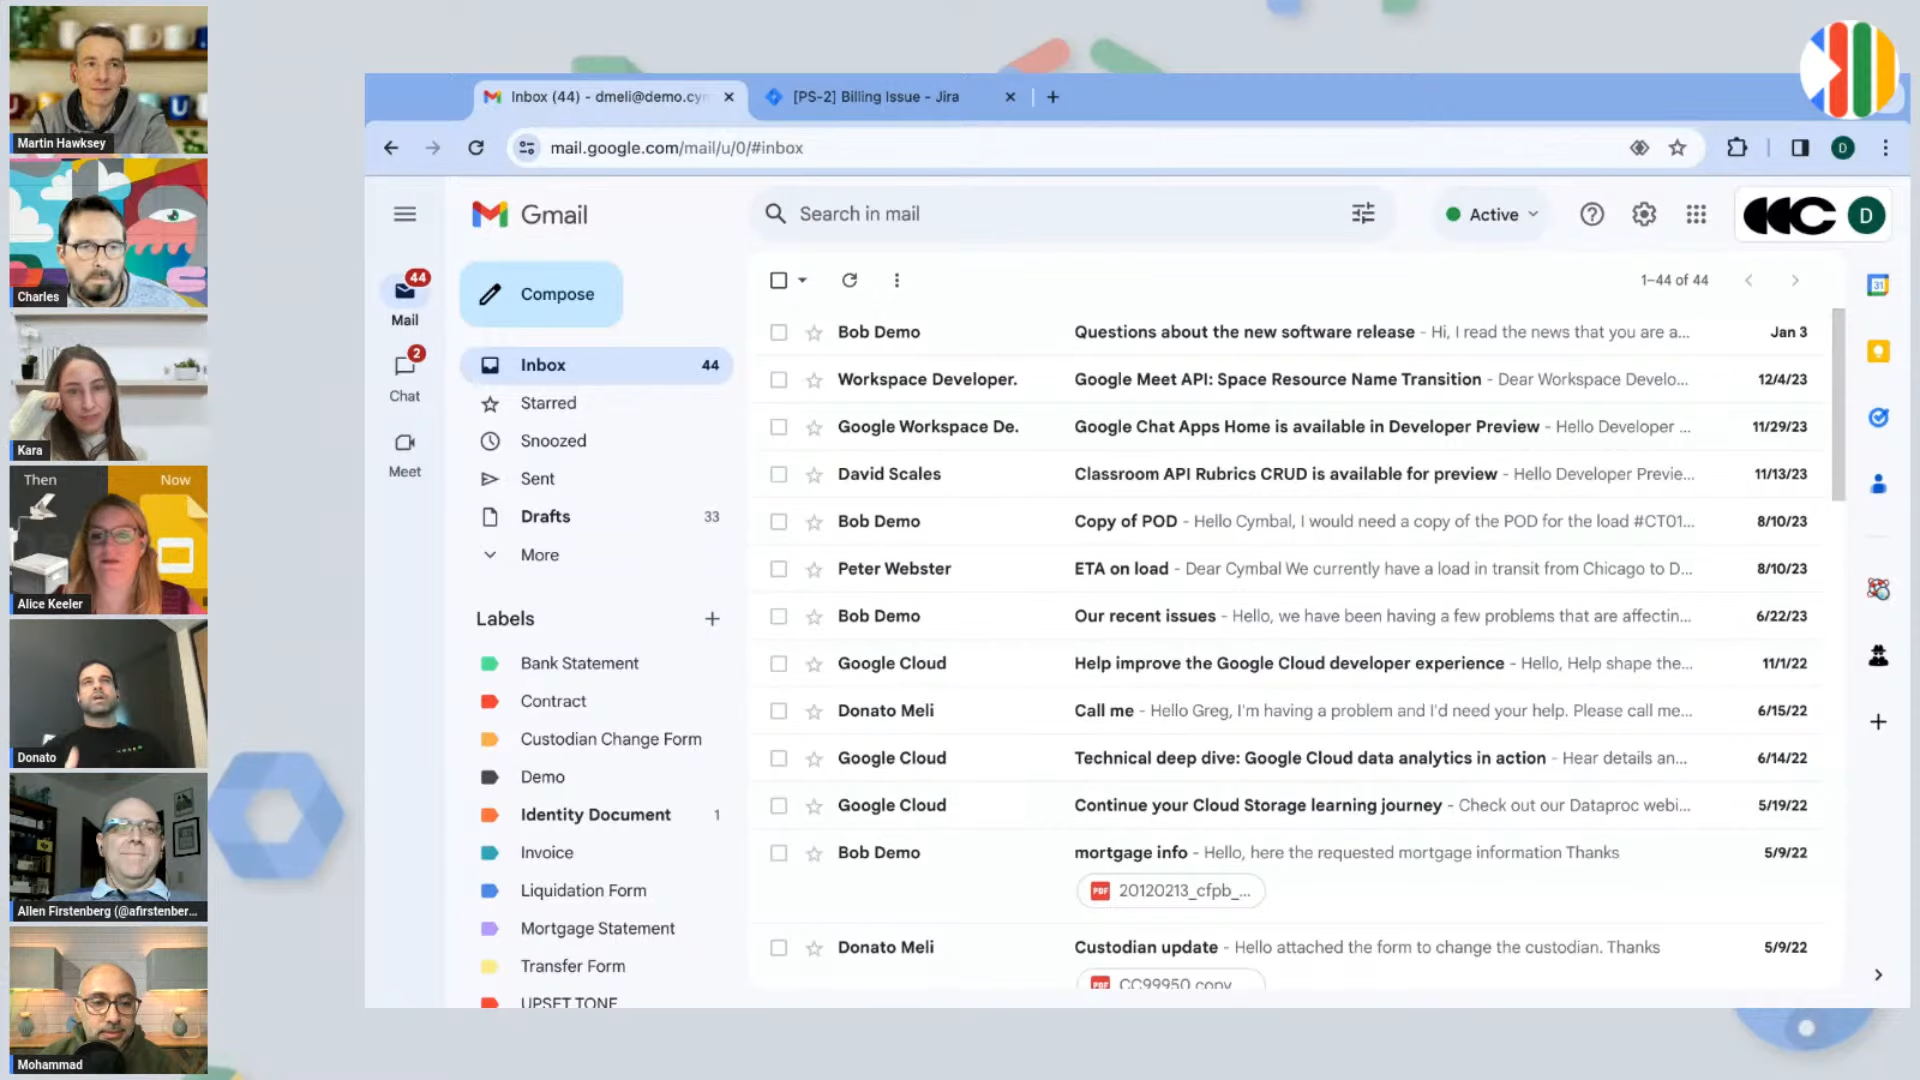 Martin Hawksey
Charles
Kara
Then Now
Alice Keeler
Donato
Allen Firstenberg (@afirstenber...
Mohammad
Inbox (44) - dmeli@demo.cym
[PS-2] Billing Issue - Jira
mail.google.com/mail/u/0/#inbox
D
Gmail
Search in mail
Active
D
44
Mail
2
Chat
Meet
Compose
Inbox 44
Starred
Snoozed
Sent
Drafts 33
More
Labels
Bank Statement
Contract
Custodian Change Form
Demo
Identity Document 1
Invoice
Liquidation Form
Mortgage Statement
Transfer Form
UPSET TONE
1–44 of 44
Bob Demo Questions about the new software release - Hi, I read the news that you are a... Jan 3
Workspace Developer. Google Meet API: Space Resource Name Transition - Dear Workspace Develo... 12/4/23
Google Workspace De. Google Chat Apps Home is available in Developer Preview - Hello Developer ... 11/29/23
David Scales Classroom API Rubrics CRUD is available for preview - Hello Developer Previe... 11/13/23
Bob Demo Copy of POD - Hello Cymbal, I would need a copy of the POD for the load #CT01... 8/10/23
Peter Webster ETA on load - Dear Cymbal We currently have a load in transit from Chicago to D... 8/10/23
Bob Demo Our recent issues - Hello, we have been having a few problems that are affectin... 6/22/23
Google Cloud Help improve the Google Cloud developer experience - Hello, Help shape the... 11/1/22
Donato Meli Call me - Hello Greg, I'm having a problem and I'd need your help. Please call me... 6/15/22
Google Cloud Technical deep dive: Google Cloud data analytics in action - Hear details an... 6/14/22
Google Cloud Continue your Cloud Storage learning journey - Check out our Dataproc webi... 5/19/22
Bob Demo mortgage info - Hello, here the requested mortgage information Thanks 5/9/22
PDF 20120213_cfpb_...
Donato Meli Custodian update - Hello attached the form to change the custodian. Thanks 5/9/22
PDF CC99950 copy
31